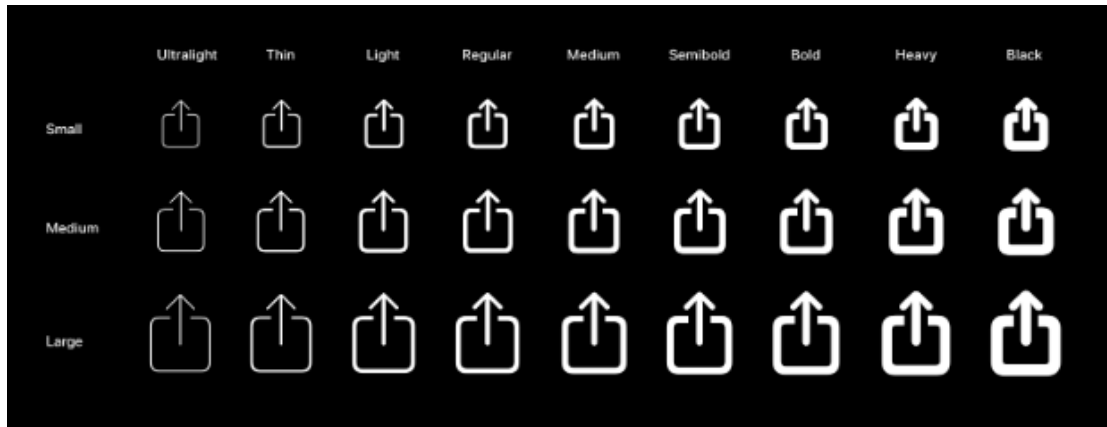 Ultralight Thin Light Regular Medium Semibold Bold Heavy Black
Small
Medium
Large